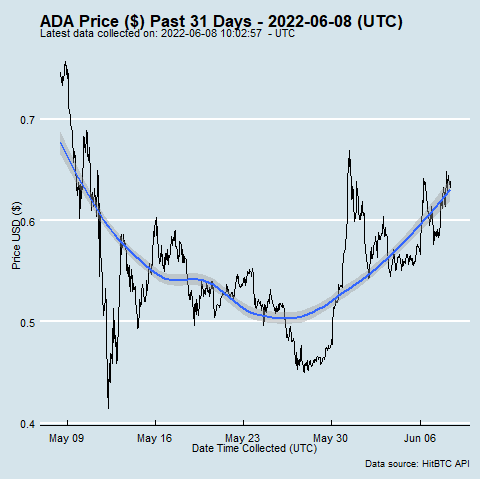 ADA Price ($) Past 31 Days - 2022-06-08 (UTC)
Latest data collected on: 2022-06-08 10:02:57 - UTC
Price USD ($)
0.7
0.6
0.5
0.4
May 09
May 16
May 23
May 30
Jun 06
Date Time Collected (UTC)
Data source: HitBTC API